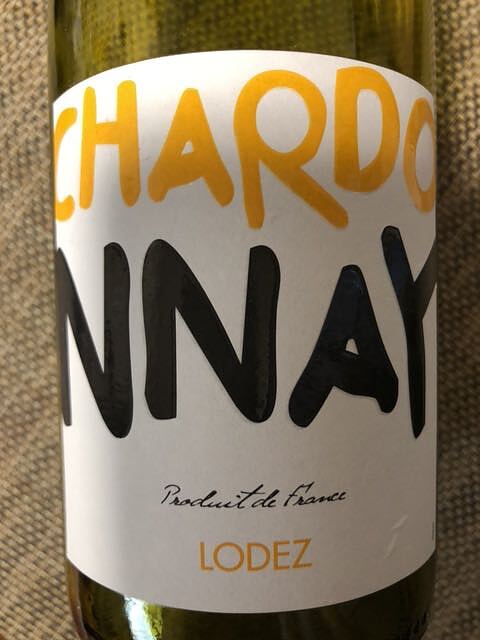 CHARDO
NNAY
Produit de France
LODEZ